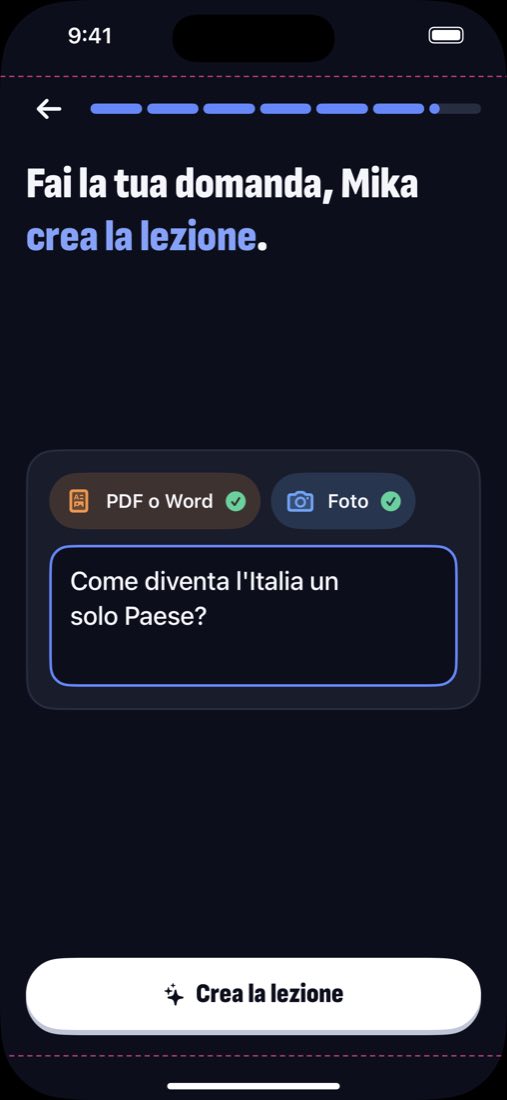 9:41
Fai la tua domanda, Mika
crea la lezione.
PDF o Word
Foto
Come diventa l'Italia un
solo Paese?
Crea la lezione